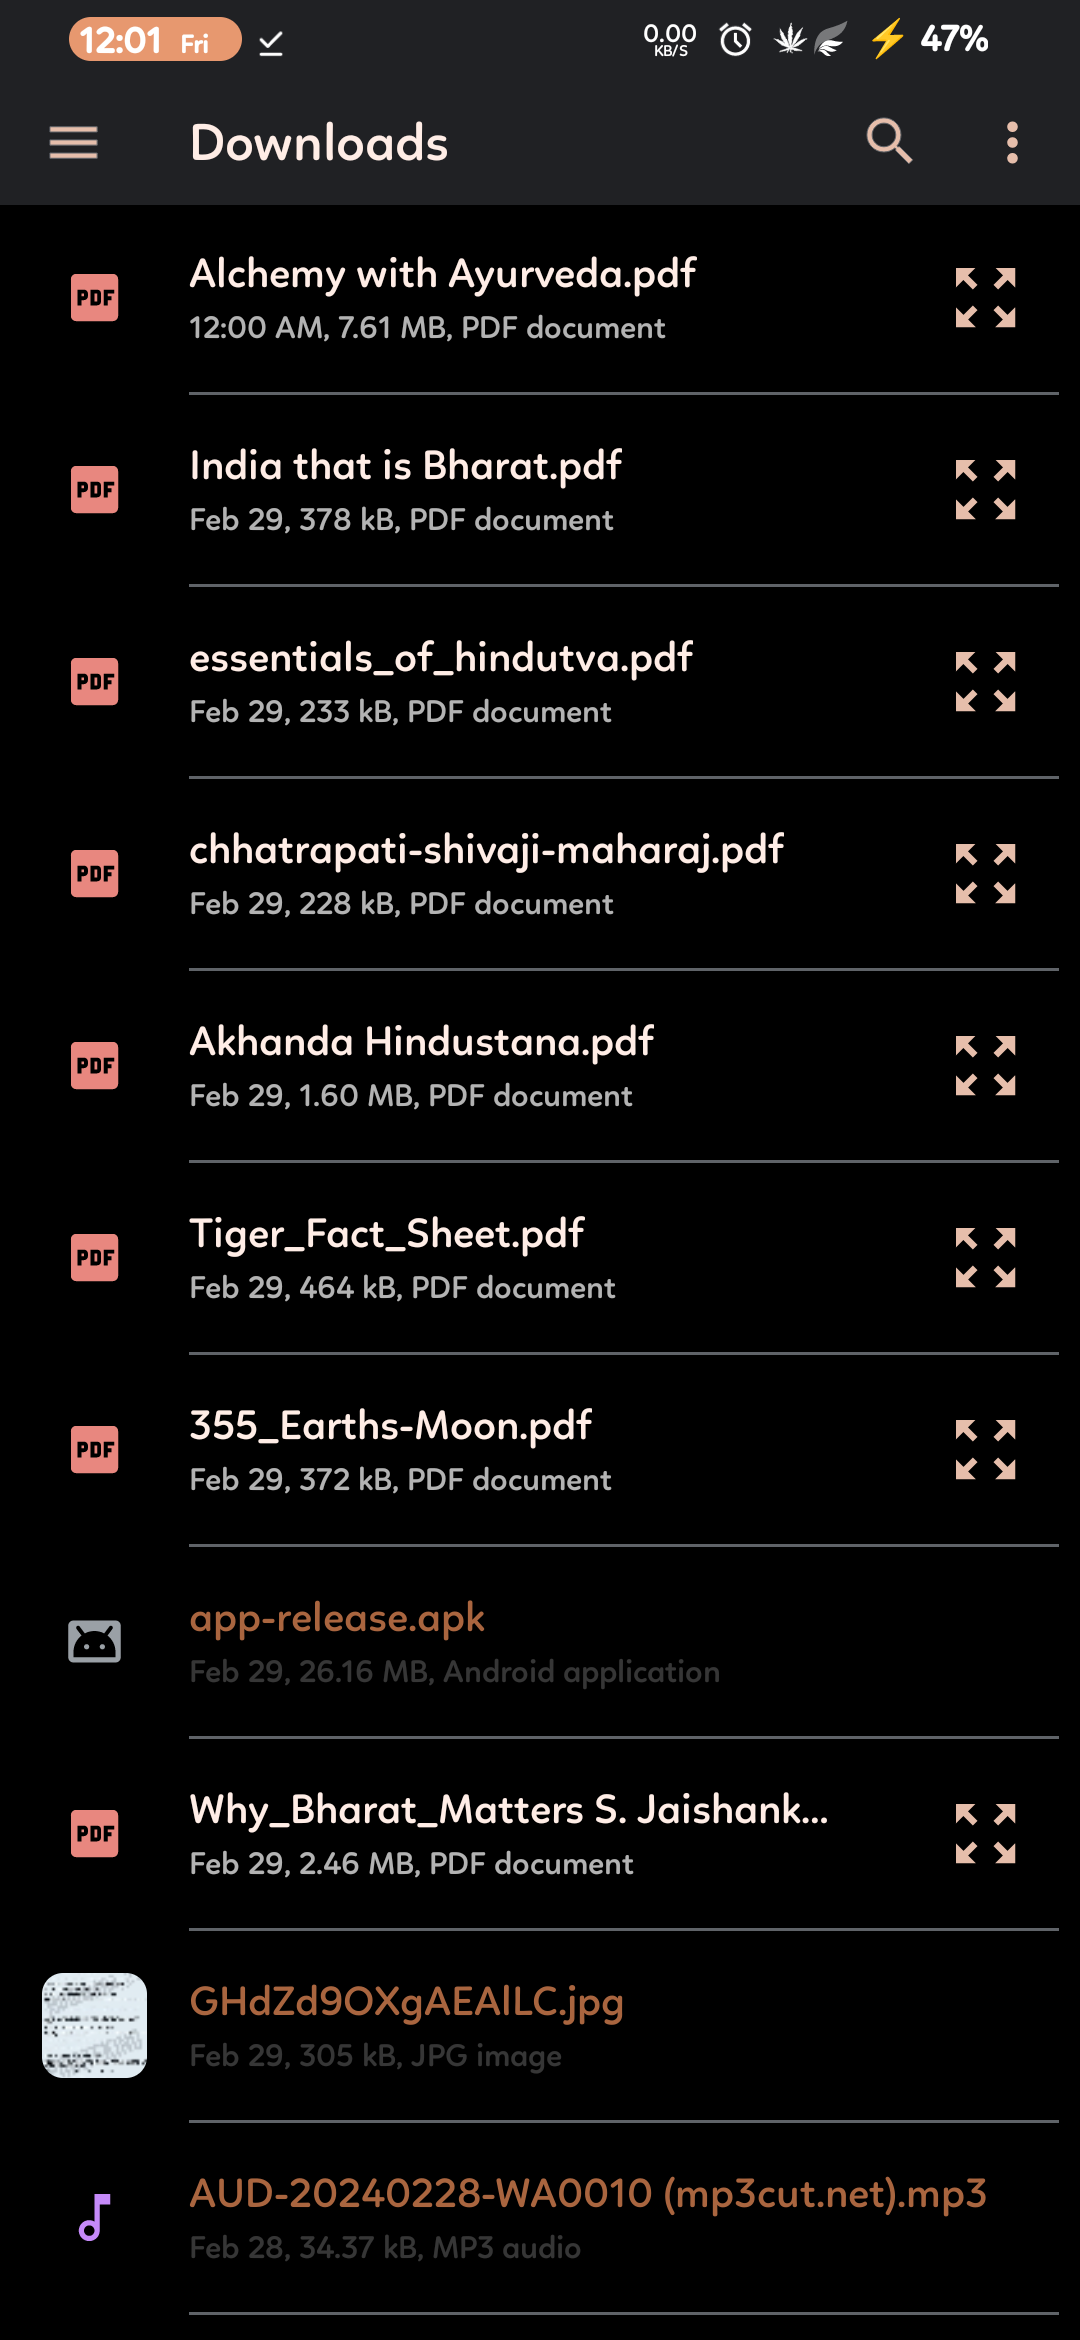 12:01 Fri
0.00 KB/S
47%
Downloads
PDF
Alchemy with Ayurveda.pdf
12:00 AM, 7.61 MB, PDF document
PDF
India that is Bharat.pdf
Feb 29, 378 kB, PDF document
PDF
essentials_of_hindutva.pdf
Feb 29, 233 kB, PDF document
PDF
chhatrapati-shivaji-maharaj.pdf
Feb 29, 228 kB, PDF document
PDF
Akhanda Hindustana.pdf
Feb 29, 1.60 MB, PDF document
PDF
Tiger_Fact_Sheet.pdf
Feb 29, 464 kB, PDF document
PDF
355_Earths-Moon.pdf
Feb 29, 372 kB, PDF document
app-release.apk
Feb 29, 26.16 MB, Android application
PDF
Why_Bharat_Matters S. Jaishank...
Feb 29, 2.46 MB, PDF document
GHdZd9OXgAEAlLC.jpg
Feb 29, 305 kB, JPG image
AUD-20240228-WA0010 (mp3cut.net).mp3
Feb 28, 34.37 kB, MP3 audio